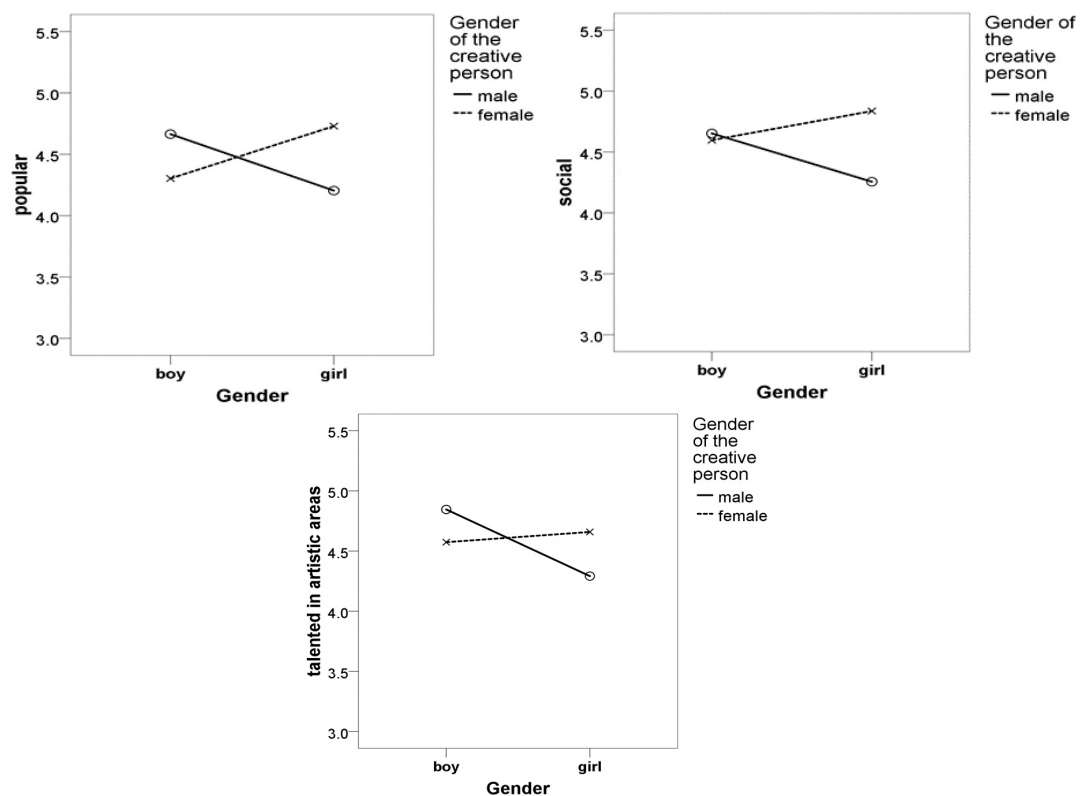 5.5
5.0
4.5
4.0
3.5
3.0
popular
boy
girl
Gender
Gender
of the
creative
person
male
female
5.5
5.0
4.5
4.0
3.5
3.0
social
boy
girl
Gender
Gender of
the
creative
person
male
female
5.5
5.0
4.5
4.0
3.5
3.0
talented in artistic areas
boy
girl
Gender
Gender
of the
creative
person
male
female